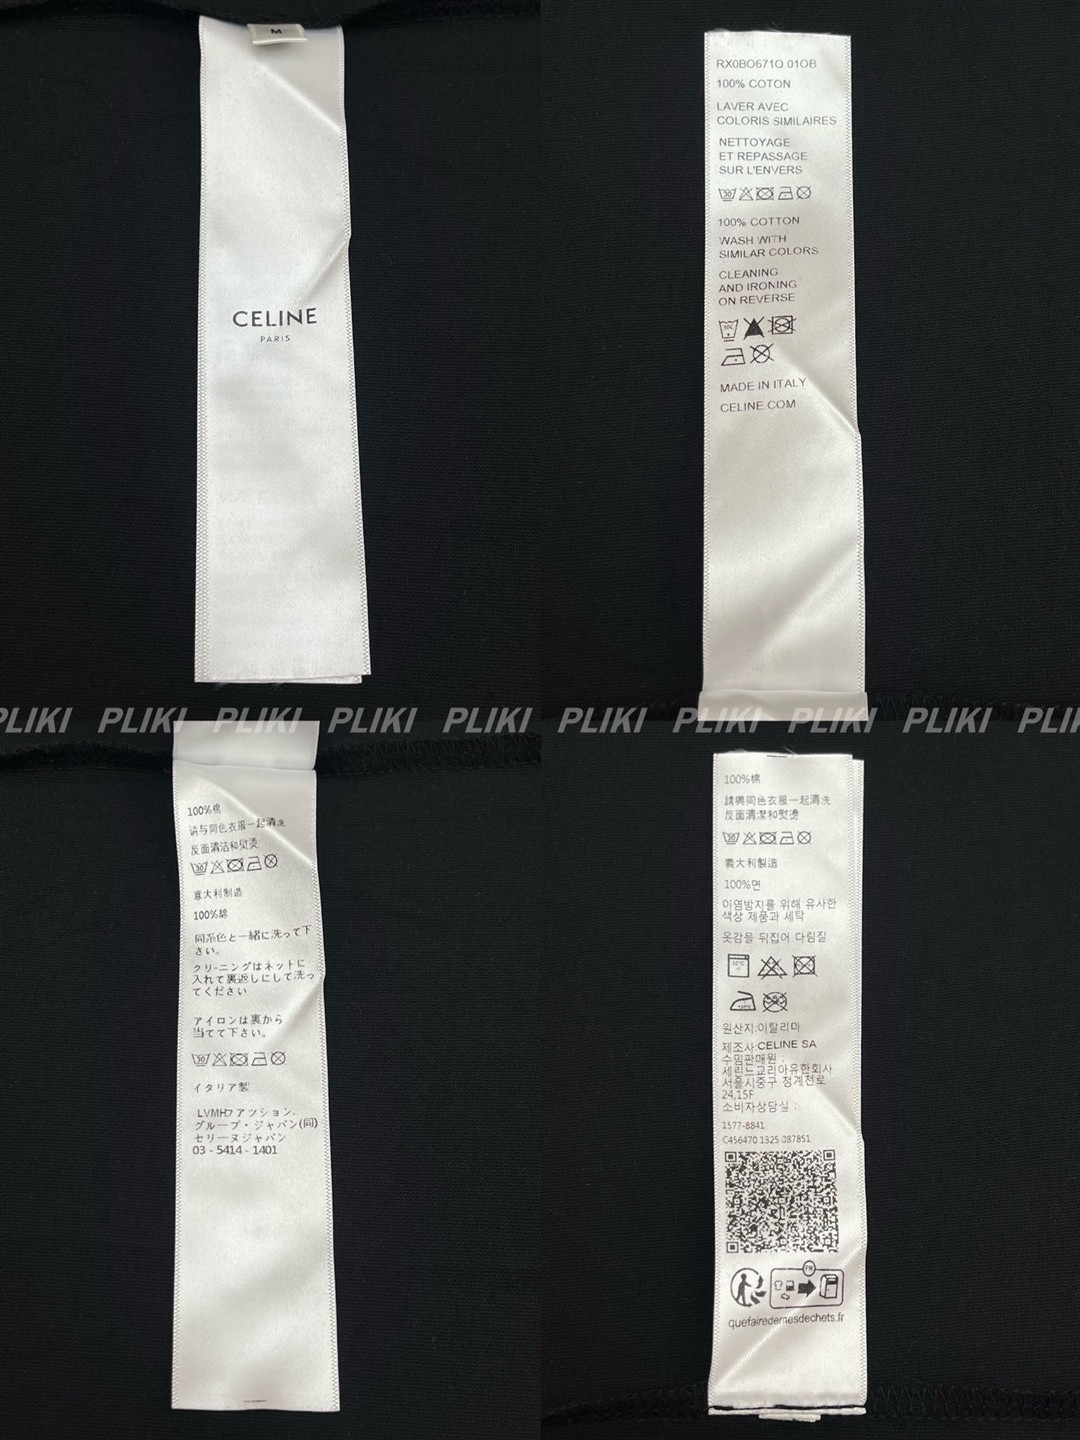 M
CELINE
PARIS
RX0BO671Q 01OB
100% COTON
LAVER AVEC
COLORIS SIMILAIRES
NETTOYAGE
ET REPASSAGE
SUR L'ENVERS
100% COTTON
WASH WITH
SIMILAR COLORS
CLEANING
AND IRONING
ON REVERSE
MADE IN ITALY
CELINE.COM
PLIKI PLIKI PLIKI PLIKI PLIKI PLIKI PLIKI PLIKI PLIKI PLIKI
100%棉
请与同色衣服一起清洗
反面清洁和熨烫
意大利制造
100%綿
同系色と一緒に洗って下
さい。
クリーニングはネットに
入れて裏返しにして洗っ
てください
アイロンは裏から
当てて下さい。
イタリア製
LVMHファッション.
グループ・ジャパン(同)
セリーヌジャパン
03 - 5414 - 1401
100%棉
請與同色衣服一起清洗
反面清潔和熨燙
義大利製造
100%면
이염방지를 위해 유사한
색상 제품과 세탁
옷감을 뒤집어 다림질
원산지:이탈리아
제조사:CELINE SA
수입판매원 :
세린느코리아유한회사
서울시중구 청계천로
24,15F
소비자상담실 :
1577-8841
C456470 1325 087851
FR
quefairedemesdechets.fr